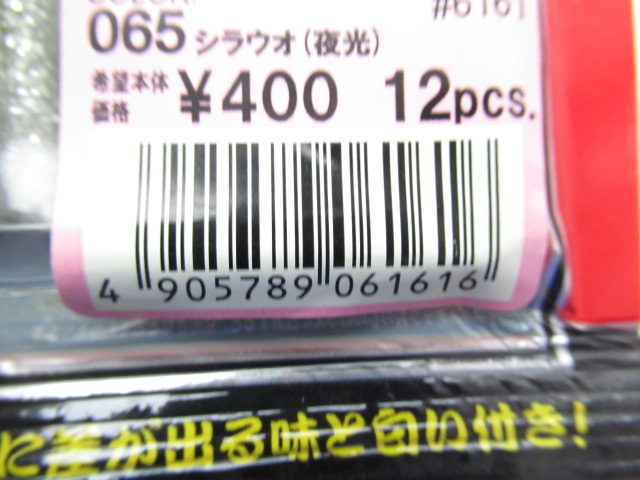 #6161
065 シラウオ(夜光)
希望本体
価格 ¥400 12pcs.
4 905789 061616
に差が出る味と匂い付き!